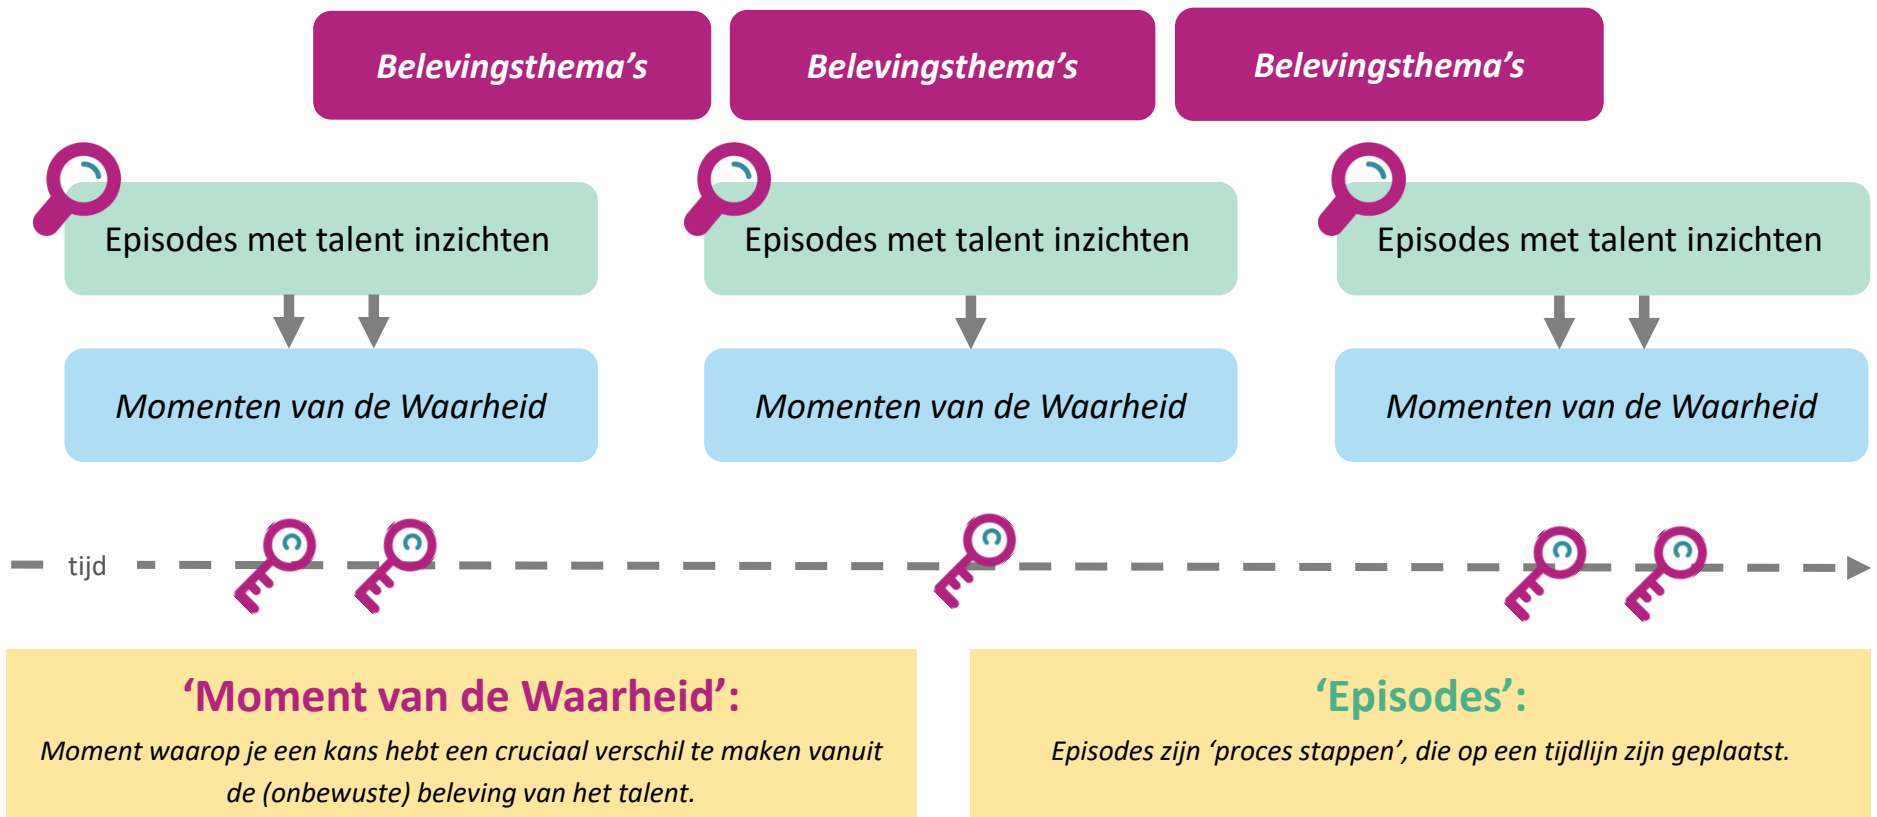 Belevingsthema’s
Belevingsthema’s
Belevingsthema’s
Episodes met talent inzichten
Episodes met talent inzichten
Episodes met talent inzichten
Momenten van de Waarheid
Momenten van de Waarheid
Momenten van de Waarheid
tijd
‘Moment van de Waarheid’:
Moment waarop je een kans hebt een cruciaal verschil te maken vanuit
de (onbewuste) beleving van het talent.
‘Episodes’:
Episodes zijn ‘proces stappen’, die op een tijdlijn zijn geplaatst.